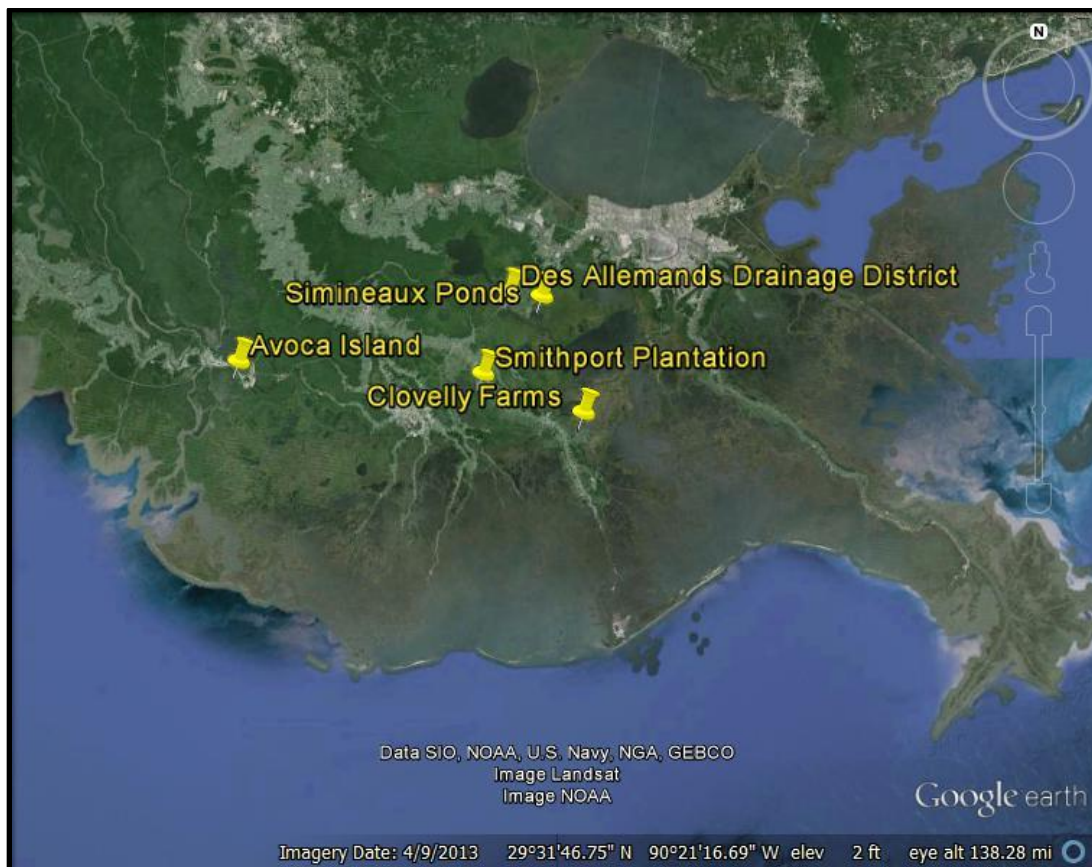 N
Des Allemands Drainage District
Simineaux Ponds
Avoca Island
Smithport Plantation
Clovelly Farms
Data SIO, NOAA, U.S. Navy, NGA, GEBCO
Image Landsat
Image NOAA
Google earth
Imagery Date: 4/9/2013 29°31'46.75" N 90°21'16.69" W elev 2 ft eye alt 138.28 mi